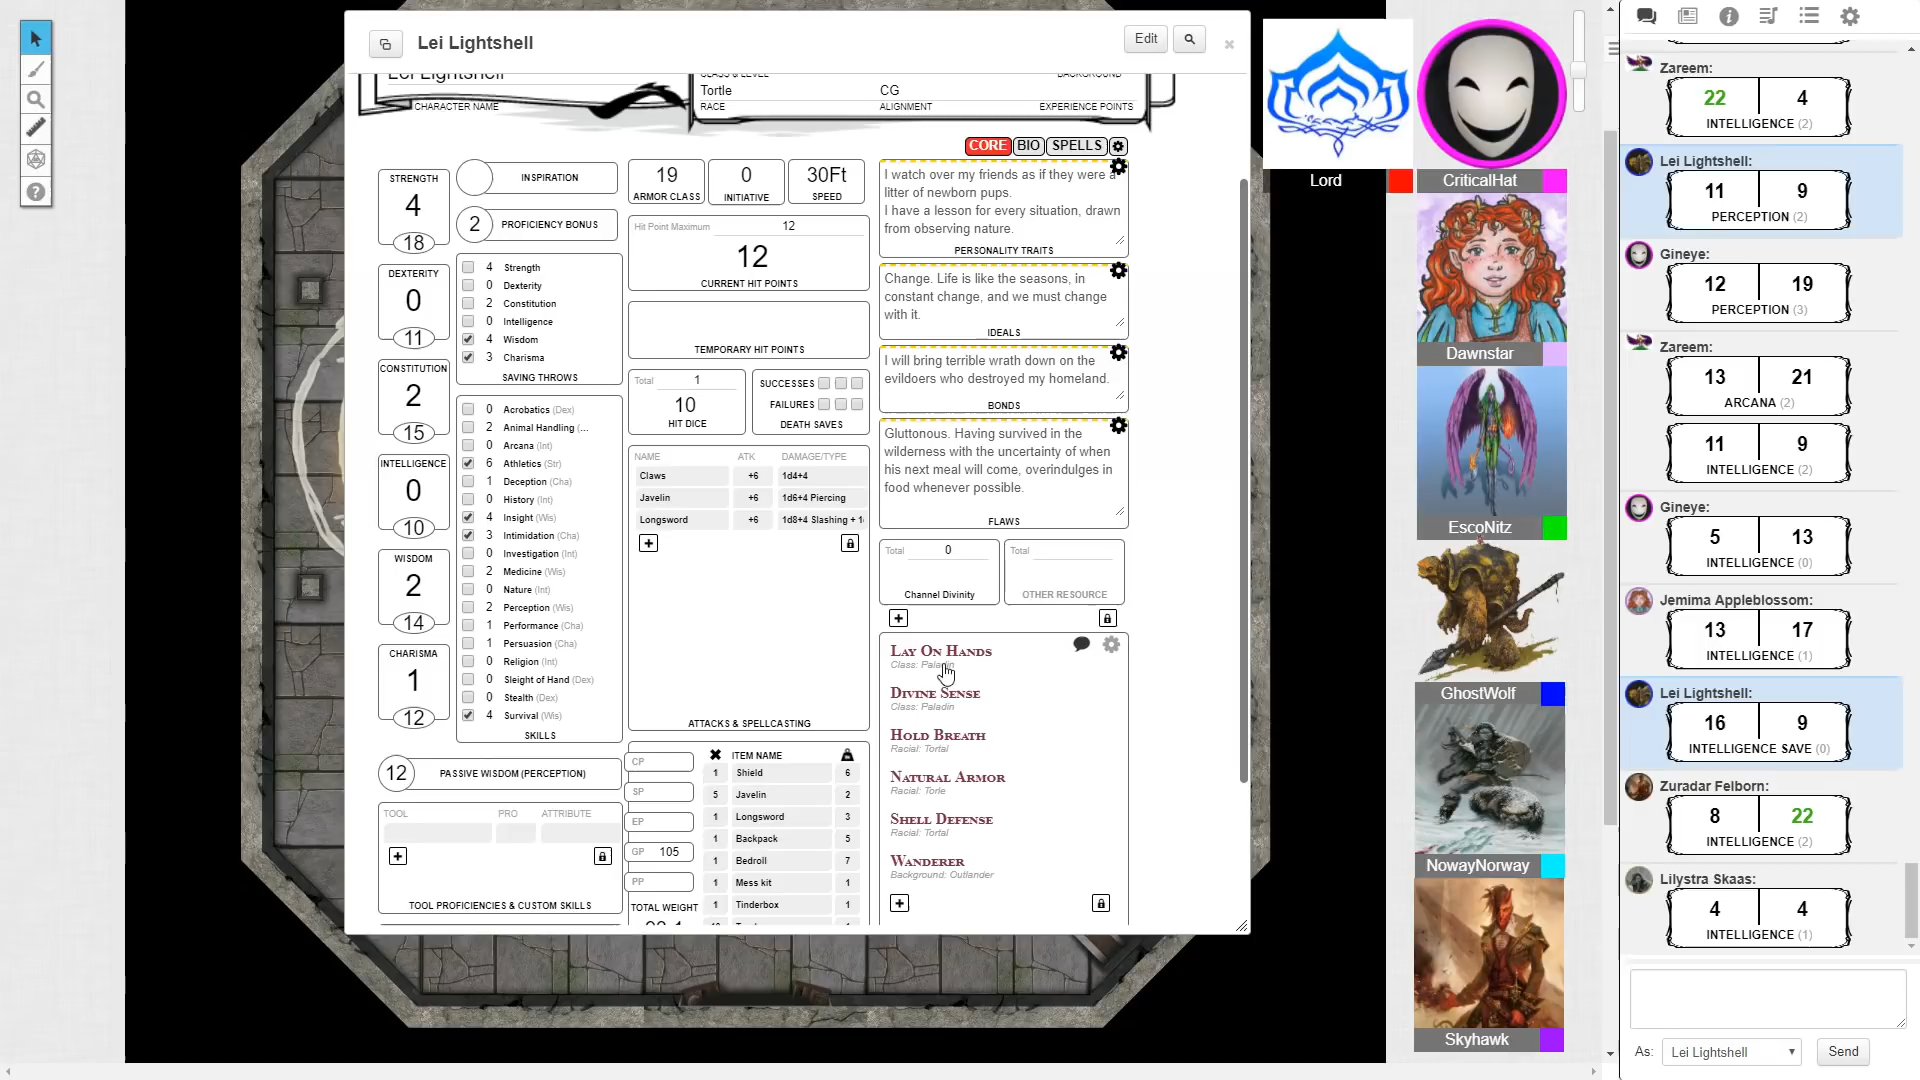 Lei Lightshell
Edit
Lei Lightshell
CHARACTER NAME
CLASS & LEVEL
BACKGROUND
Tortle
CG
RACE
ALIGNMENT
EXPERIENCE POINTS
CORE
BIO
SPELLS
STRENGTH
4
18
DEXTERITY
0
11
CONSTITUTION
2
15
INTELLIGENCE
0
10
WISDOM
2
14
CHARISMA
1
12
INSPIRATION
2 PROFICIENCY BONUS
4 Strength
0 Dexterity
2 Constitution
0 Intelligence
4 Wisdom
3 Charisma
SAVING THROWS
0 Acrobatics (Dex)
2 Animal Handling (...
0 Arcana (Int)
6 Athletics (Str)
1 Deception (Cha)
0 History (Int)
4 Insight (Wis)
3 Intimidation (Cha)
0 Investigation (Int)
2 Medicine (Wis)
0 Nature (Int)
2 Perception (Wis)
1 Performance (Cha)
1 Persuasion (Cha)
0 Religion (Int)
0 Sleight of Hand (Dex)
0 Stealth (Dex)
4 Survival (Wis)
SKILLS
12 PASSIVE WISDOM (PERCEPTION)
TOOL PRO ATTRIBUTE
TOOL PROFICIENCIES & CUSTOM SKILLS
19
ARMOR CLASS
0
INITIATIVE
30Ft
SPEED
Hit Point Maximum 12
12
CURRENT HIT POINTS
TEMPORARY HIT POINTS
Total 1
10
HIT DICE
SUCCESSES
FAILURES
DEATH SAVES
NAME ATK DAMAGE/TYPE
Claws +6 1d4+4
Javelin +6 1d6+4 Piercing
Longsword +6 1d8+4 Slashing + 1
ATTACKS & SPELLCASTING
CP
SP
EP
GP 105
PP
TOTAL WEIGHT
ITEM NAME
1 Shield 6
5 Javelin 2
1 Longsword 3
1 Backpack 5
1 Bedroll 7
1 Mess kit 1
1 Tinderbox 1
I watch over my friends as if they were a
litter of newborn pups.
I have a lesson for every situation, drawn
from observing nature.
PERSONALITY TRAITS
Change. Life is like the seasons, in
constant change, and we must change
with it.
IDEALS
I will bring terrible wrath down on the
evildoers who destroyed my homeland.
BONDS
Gluttonous. Having survived in the
wilderness with the uncertainty of when
his next meal will come, overindulges in
food whenever possible.
FLAWS
Total 0
Channel Divinity
Total
OTHER RESOURCE
LAY ON HANDS
Class: Paladin
DIVINE SENSE
Class: Paladin
HOLD BREATH
Racial: Tortal
NATURAL ARMOR
Racial: Torle
SHELL DEFENSE
Racial: Tortal
WANDERER
Background: Outlander
Lord
CriticalHat
Dawnstar
EscoNitz
GhostWolf
NowayNorway
Skyhawk
Zareem:
22 4
INTELLIGENCE (2)
Lei Lightshell:
11 9
PERCEPTION (2)
Gineye:
12 19
PERCEPTION (3)
Zareem:
13 21
ARCANA (2)
11 9
INTELLIGENCE (2)
Gineye:
5 13
INTELLIGENCE (0)
Jemima Appleblossom:
13 17
INTELLIGENCE (1)
Lei Lightshell:
16 9
INTELLIGENCE SAVE (0)
Zuradar Felborn:
8 22
INTELLIGENCE (2)
Lilystra Skaas:
4 4
INTELLIGENCE (1)
As: Lei Lightshell
Send